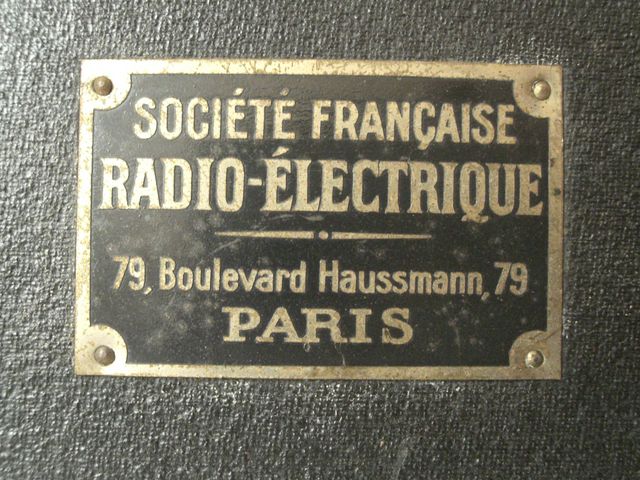 SOCIÉTÉ FRANÇAISE
RADIO-ÉLECTRIQUE
79, Boulevard Haussmann, 79
PARIS